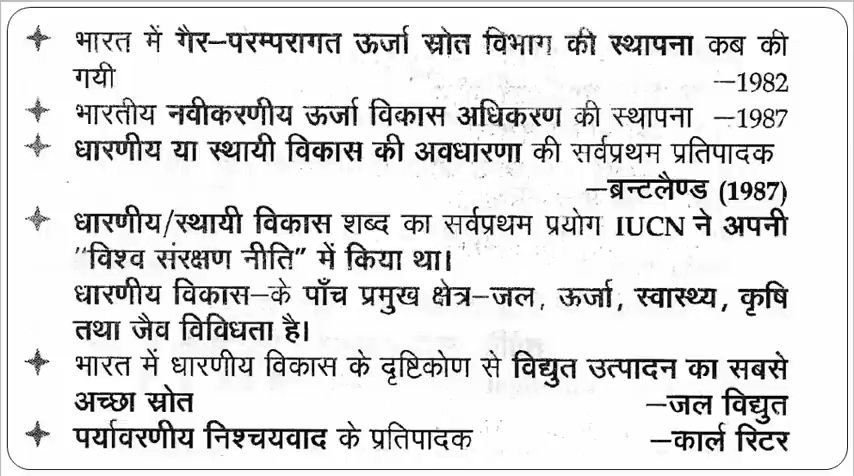 ✦ भारत में गैर–परम्परागत ऊर्जा स्रोत विभाग की स्थापना कब की
गयी –1982
✦ भारतीय नवीकरणीय ऊर्जा विकास अधिकरण की स्थापना –1987
✦ धारणीय या स्थायी विकास की अवधारणा की सर्वप्रथम प्रतिपादक
–ब्रन्टलैण्ड (1987)
✦ धारणीय/स्थायी विकास शब्द का सर्वप्रथम प्रयोग IUCN ने अपनी
"विश्व संरक्षण नीति" में किया था।
धारणीय विकास–के पाँच प्रमुख क्षेत्र–जल, ऊर्जा, स्वास्थ्य, कृषि
तथा जैव विविधता है।
✦ भारत में धारणीय विकास के दृष्टिकोण से विद्युत उत्पादन का सबसे
अच्छा स्रोत –जल विद्युत
✦ पर्यावरणीय निश्चयवाद के प्रतिपादक –कार्ल रिटर